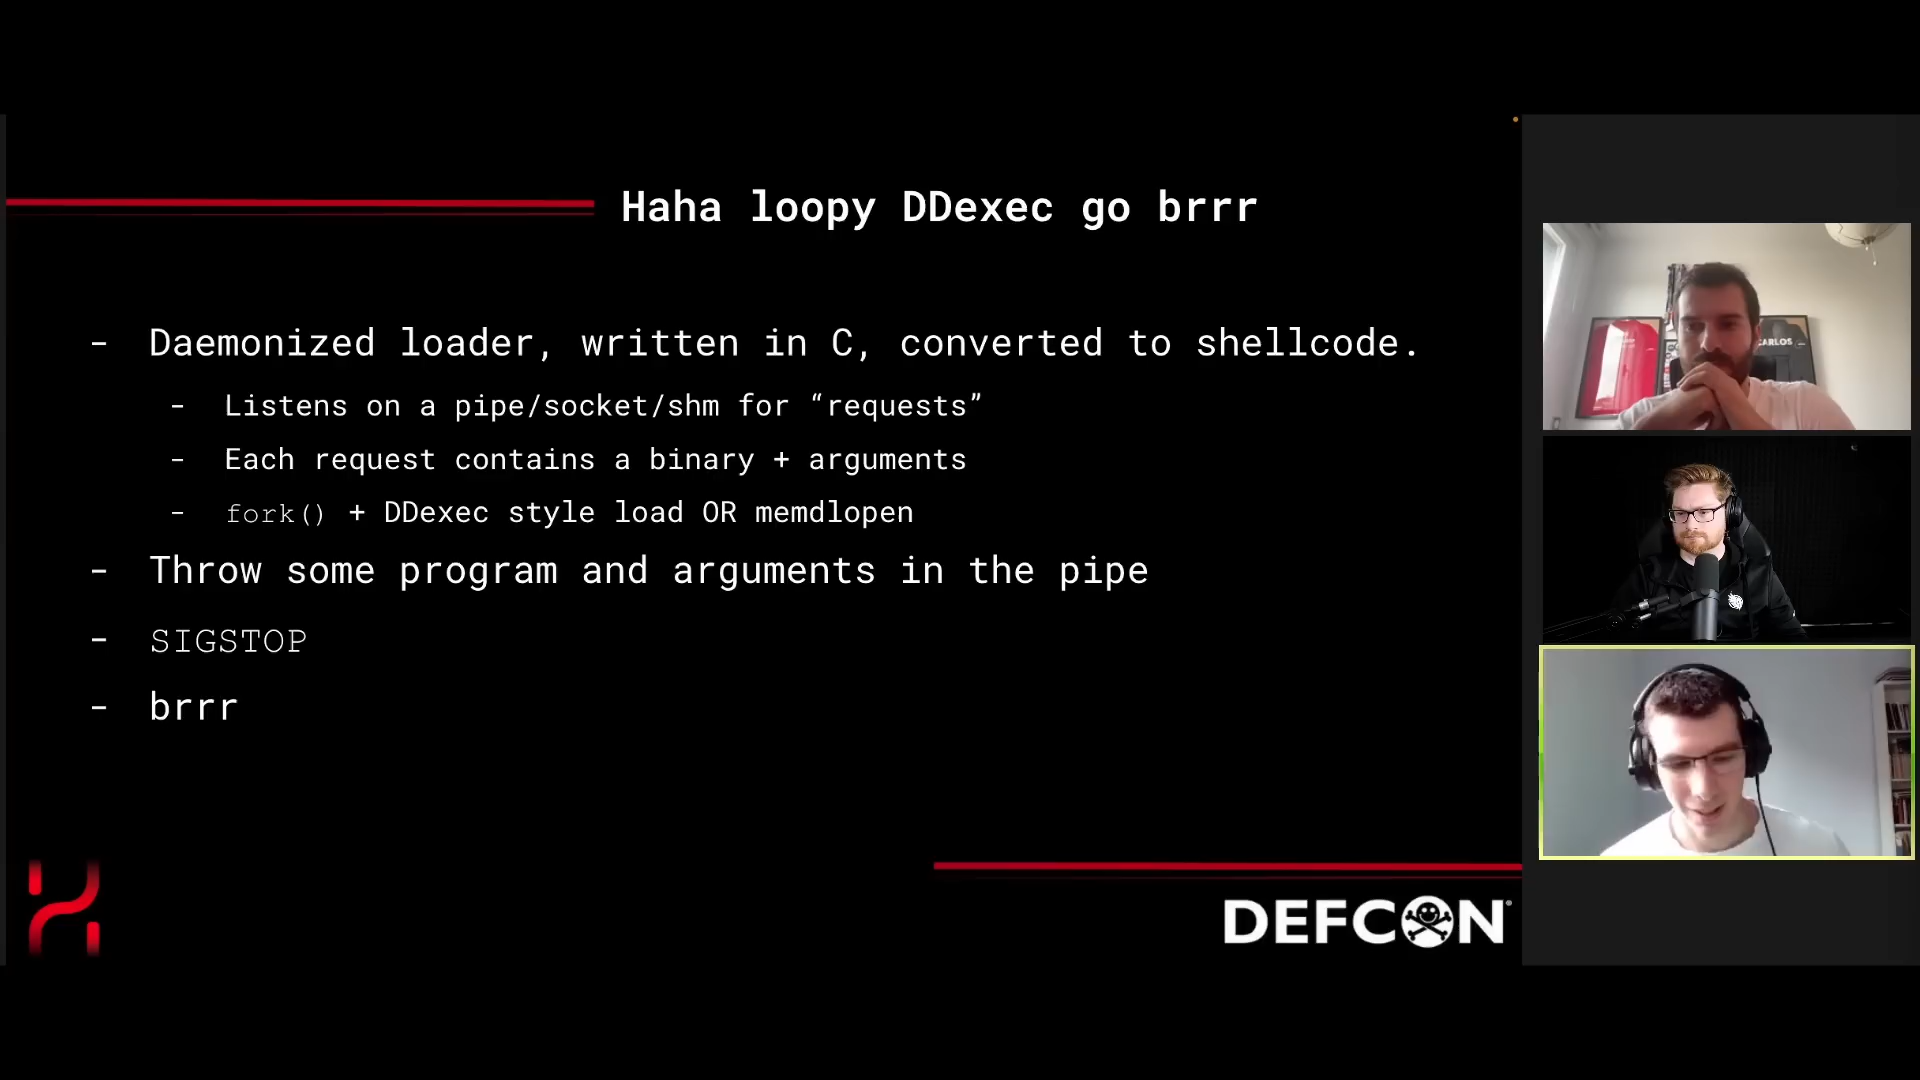 Haha loopy DDexec go brrr
- Daemonized loader, written in C, converted to shellcode.
- Listens on a pipe/socket/shm for “requests”
- Each request contains a binary + arguments
- fork() + DDexec style load OR memdlopen
- Throw some program and arguments in the pipe
- SIGSTOP
- brrr
DEFCON
CARLOS